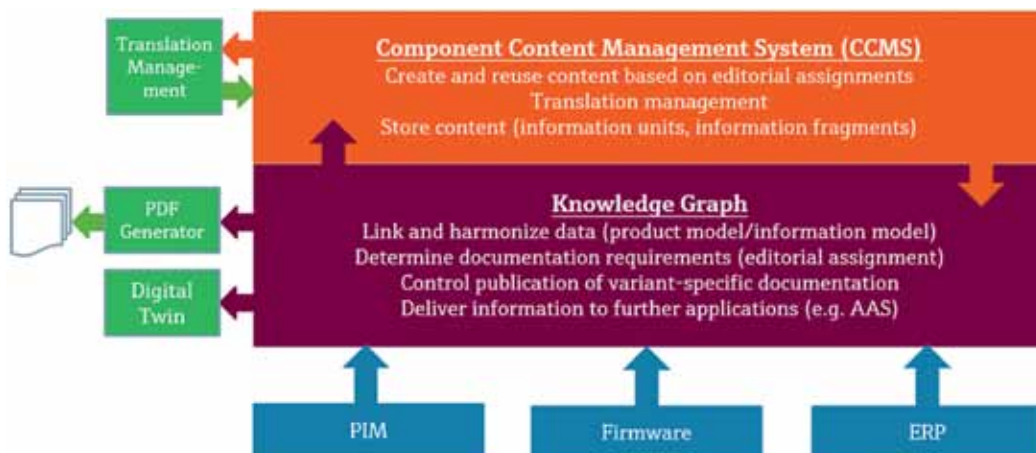 Translation
Manage-
ment
Component Content Management System (CCMS)
Create and reuse content based on editorial assignments
Translation management
Store content (information units, information fragments)
PDF
Generator
Digital
Twin
Knowledge Graph
Link and harmonize data (product model/information model)
Determine documentation requirements (editorial assignment)
Control publication of variant-specific documentation
Deliver information to further applications (e.g. AAS)
PIM
Firmware
ERP